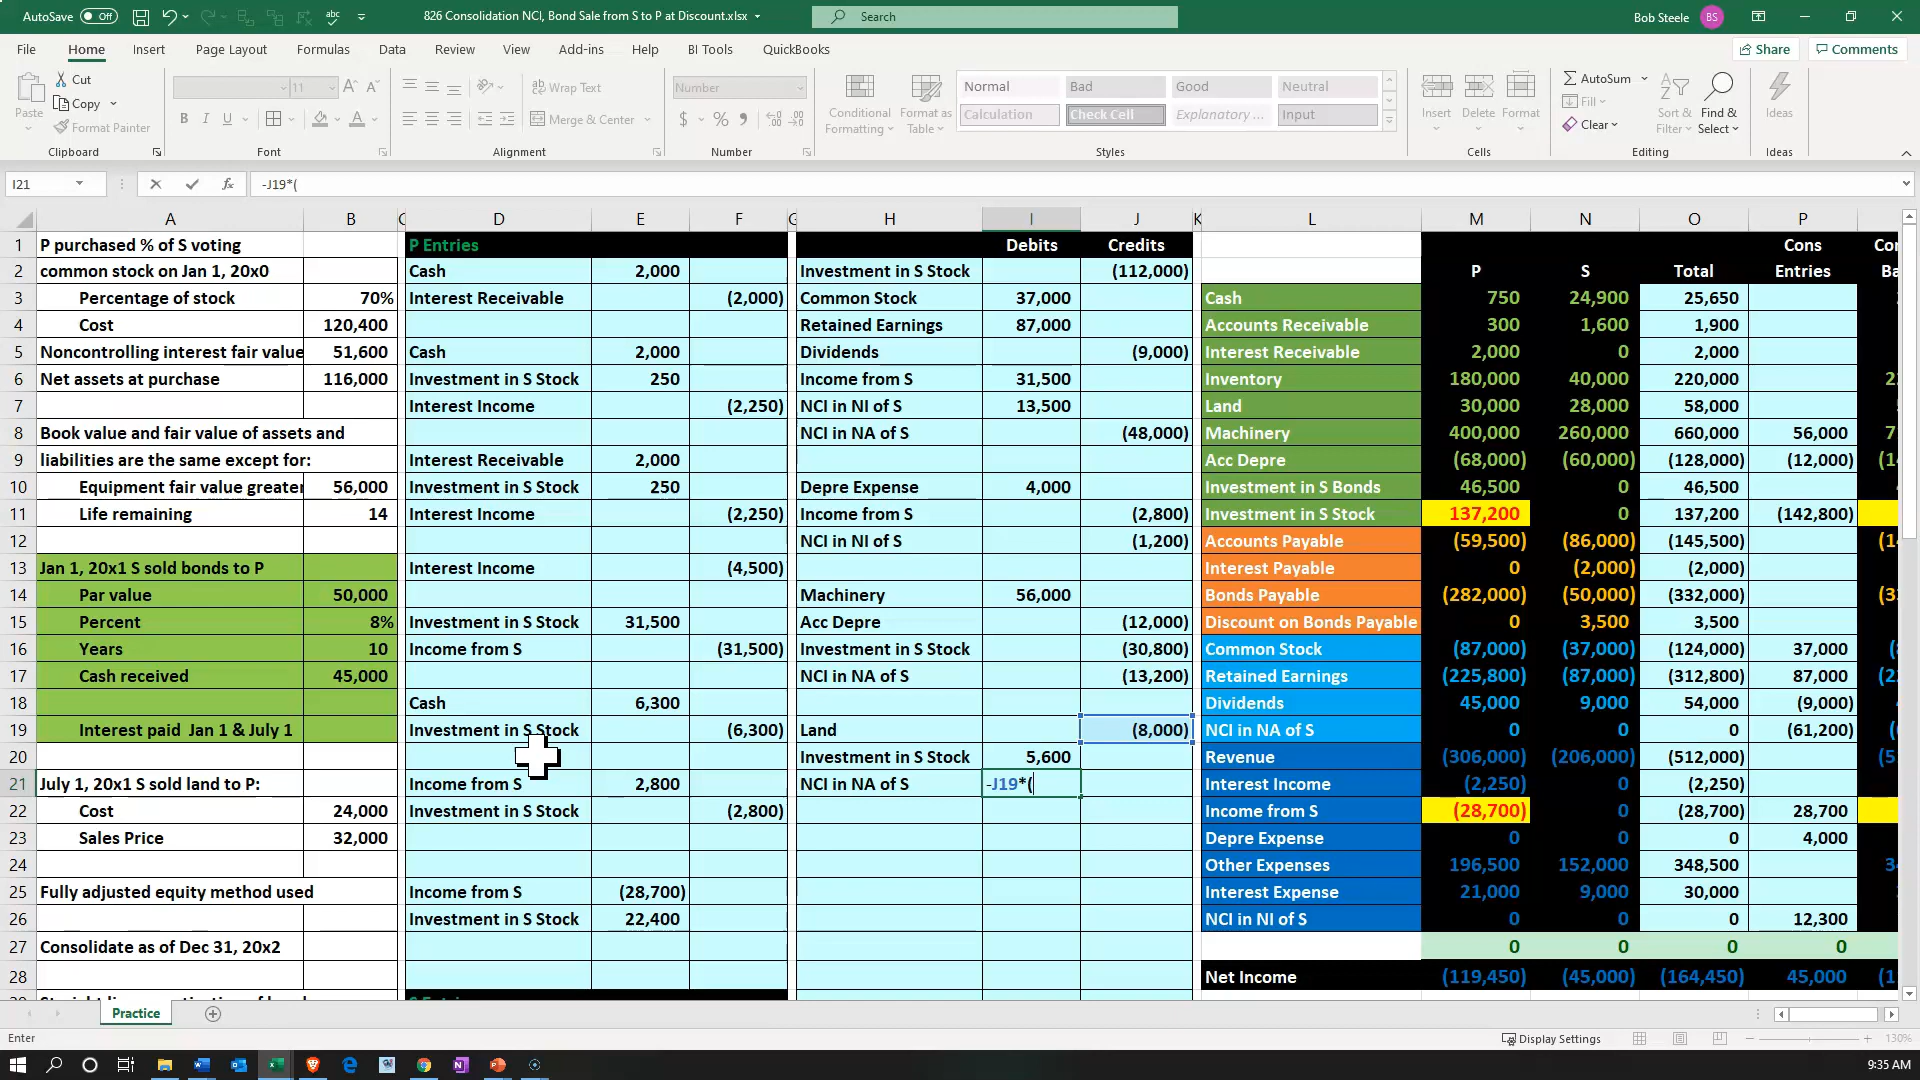 AutoSave Off 826 Consolidation NCI, Bond Sale from S to P at Discount.xlsx Search Bob Steele BS
File Home Insert Page Layout Formulas Data Review View Add-ins Help BI Tools QuickBooks Share Comments
Paste Cut Copy Format Painter
11 Wrap Text Merge & Center Number
Conditional Formatting Format as Table
Normal Bad Good Neutral
Calculation Check Cell Explanatory ... Input
Insert Delete Format AutoSum Fill Clear Sort & Filter Find & Select Ideas
Clipboard Font Alignment Number Styles Cells Editing Ideas
I21 -J19*(
A B C D E F G H I J K L M N O P
1 P purchased % of S voting P Entries Debits Credits Cons Con
2 common stock on Jan 1, 20x0 Cash 2,000 Investment in S Stock (112,000) P S Total Entries Ba
3 Percentage of stock 70% Interest Receivable (2,000) Common Stock 37,000 Cash 750 24,900 25,650
4 Cost 120,400 Retained Earnings 87,000 Accounts Receivable 300 1,600 1,900
5 Noncontrolling interest fair value 51,600 Cash 2,000 Dividends (9,000) Interest Receivable 2,000 0 2,000
6 Net assets at purchase 116,000 Investment in S Stock 250 Income from S 31,500 Inventory 180,000 40,000 220,000 2
7 Interest Income (2,250) NCI in NI of S 13,500 Land 30,000 28,000 58,000
8 Book value and fair value of assets and NCI in NA of S (48,000) Machinery 400,000 260,000 660,000 56,000 7
9 liabilities are the same except for: Interest Receivable 2,000 Acc Depre (68,000) (60,000) (128,000) (12,000) (14
10 Equipment fair value greater 56,000 Investment in S Stock 250 Depre Expense 4,000 Investment in S Bonds 46,500 0 46,500
11 Life remaining 14 Interest Income (2,250) Income from S (2,800) Investment in S Stock 137,200 0 137,200 (142,800)
12 NCI in NI of S (1,200) Accounts Payable (59,500) (86,000) (145,500) (14
13 Jan 1, 20x1 S sold bonds to P Interest Income (4,500) Interest Payable 0 (2,000) (2,000)
14 Par value 50,000 Machinery 56,000 Bonds Payable (282,000) (50,000) (332,000) (33
15 Percent 8% Investment in S Stock 31,500 Acc Depre (12,000) Discount on Bonds Payable 0 3,500 3,500
16 Years 10 Income from S (31,500) Investment in S Stock (30,800) Common Stock (87,000) (37,000) (124,000) 37,000
17 Cash received 45,000 NCI in NA of S (13,200) Retained Earnings (225,800) (87,000) (312,800) 87,000 (22
18 Cash 6,300 Dividends 45,000 9,000 54,000 (9,000)
19 Interest paid Jan 1 & July 1 Investment in S Stock (6,300) Land (8,000) NCI in NA of S 0 0 0 (61,200)
20 Investment in S Stock 5,600 Revenue (306,000) (206,000) (512,000)
21 July 1, 20x1 S sold land to P: Income from S 2,800 NCI in NA of S -J19*( Interest Income (2,250) 0 (2,250)
22 Cost 24,000 Investment in S Stock (2,800) Income from S (28,700) 0 (28,700) 28,700
23 Sales Price 32,000 Depre Expense 0 0 0 4,000
24 Other Expenses 196,500 152,000 348,500
25 Fully adjusted equity method used Income from S (28,700) Interest Expense 21,000 9,000 30,000
26 Investment in S Stock 22,400 NCI in NI of S 0 0 0 12,300
27 Consolidate as of Dec 31, 20x2 0 0 0 0
28 Net Income (119,450) (45,000) (164,450) 45,000
Practice
Enter Display Settings 130%
9:35 AM